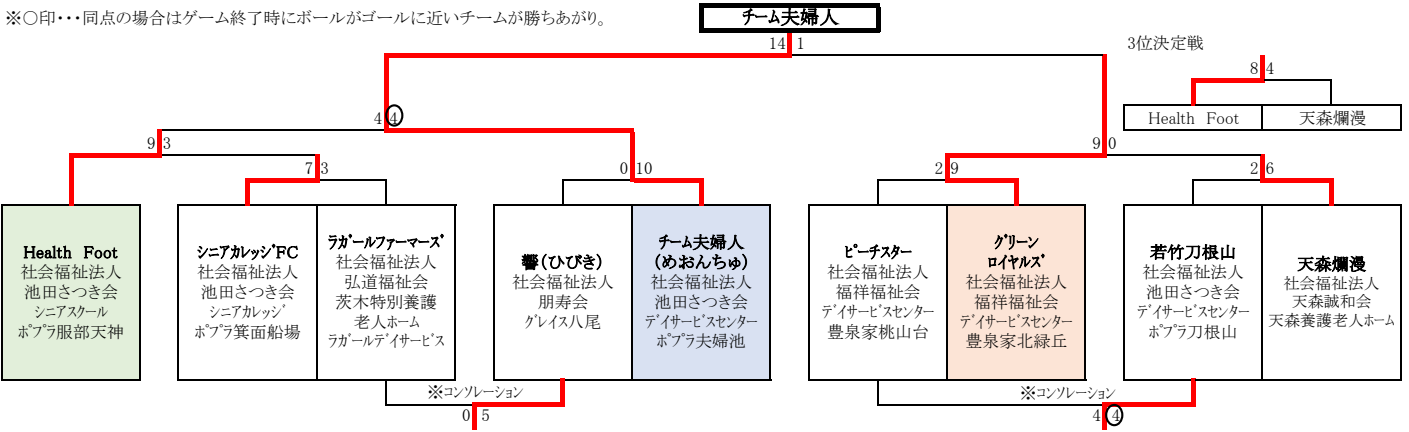 ※○印・・・同点の場合はゲーム終了時にボールがゴールに近いチームが勝ちあがり。
チーム夫婦人
14 1
3位決定戦
8 4
Health Foot 天森爛漫
4 4
9 3
9 0
7 3
0 10
2 9
2 6
Health Foot
社会福祉法人
池田さつき会
シニアスクール
ポプラ服部天神
シニアカレッジFC
社会福祉法人
池田さつき会
シニアカレッジ
ポプラ箕面船場
ラガールファーマーズ
社会福祉法人
弘道福祉会
茨木特別養護
老人ホーム
ラガールデイサービス
響(ひびき)
社会福祉法人
朋寿会
グレイス八尾
チーム夫婦人
(めおんちゅ)
社会福祉法人
池田さつき会
デイサービスセンター
ポプラ夫婦池
ピーチスター
社会福祉法人
福祥福祉会
デイサービスセンター
豊泉家桃山台
グリーン
ロイヤルズ
社会福祉法人
福祥福祉会
デイサービスセンター
豊泉家北緑丘
若竹刀根山
社会福祉法人
池田さつき会
デイサービスセンター
ポプラ刀根山
天森爛漫
社会福祉法人
天森誠和会
天森養護老人ホーム
※コンソレーション
0 5
※コンソレーション
4 4